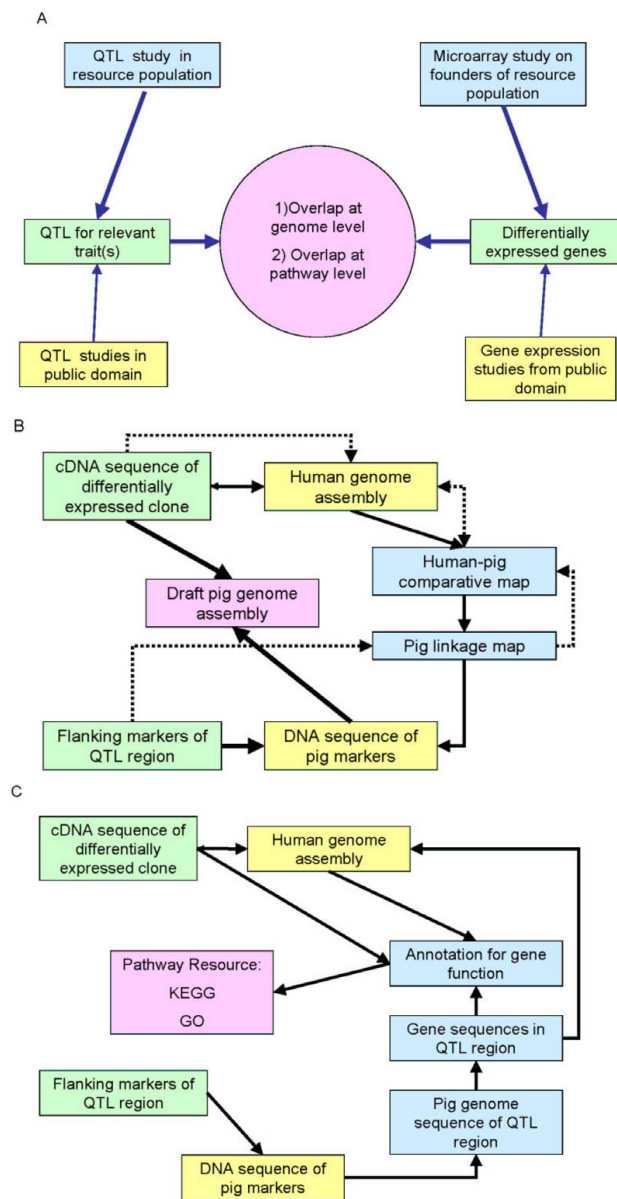 A
QTL study in
resource population
Microarray study on
founders of resource
population
1)Overlap at
genome level
2) Overlap at
pathway level
QTL for relevant
trait(s)
Differentially
expressed genes
QTL studies in
public domain
Gene expression
studies from public
domain
B
cDNA sequence of
differentially
expressed clone
Human genome
assembly
Human-pig
comparative map
Draft pig genome
assembly
Pig linkage map
Flanking markers of
QTL region
DNA sequence of
pig markers
C
cDNA sequence of
differentially
expressed clone
Human genome
assembly
Pathway Resource:
KEGG
GO
Annotation for gene
function
Gene sequences in
QTL region
Flanking markers of
QTL region
Pig genome
sequence of QTL
region
DNA sequence of
pig markers